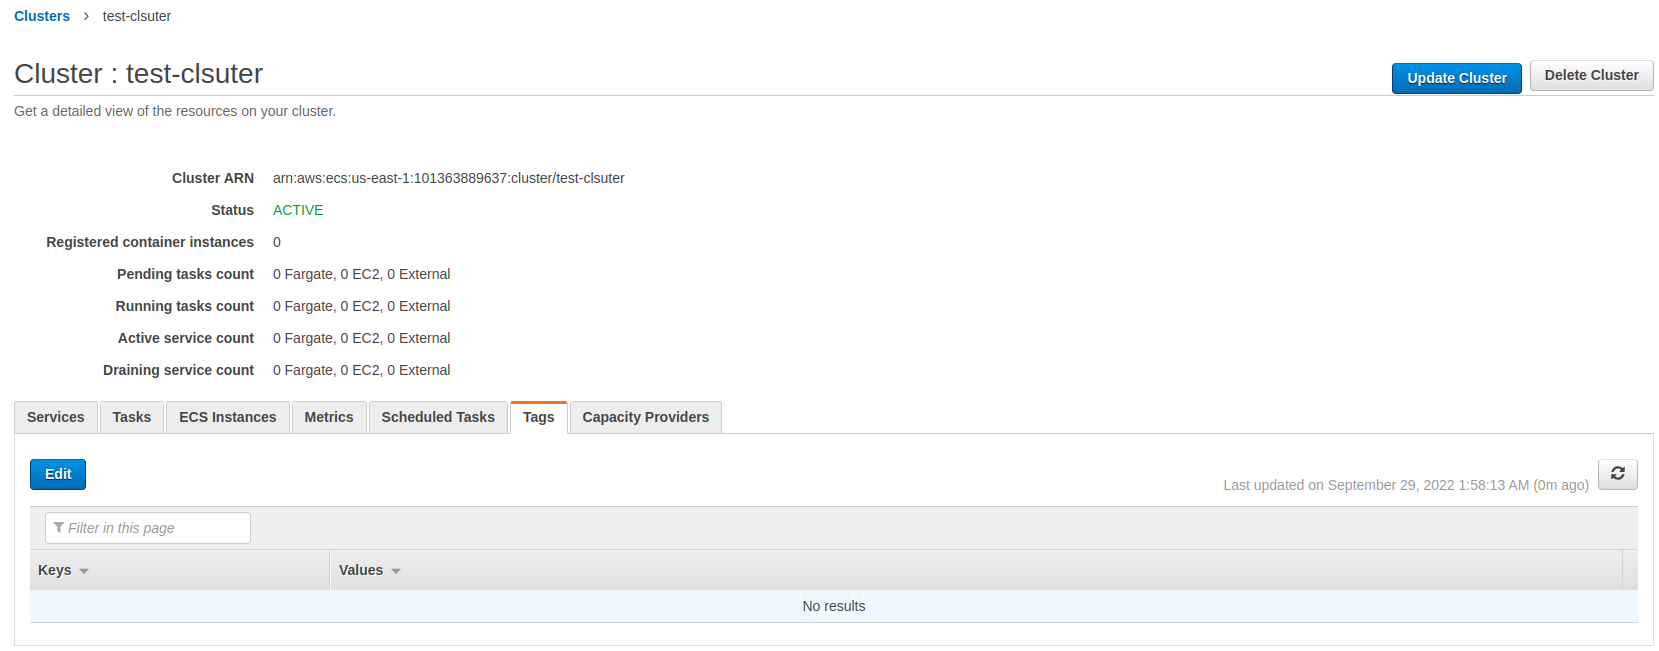 Clusters > test-clsuter
Cluster : test-clsuter
Update Cluster
Delete Cluster
Get a detailed view of the resources on your cluster.
Cluster ARN arn:aws:ecs:us-east-1:101363889637:cluster/test-clsuter
Status ACTIVE
Registered container instances 0
Pending tasks count 0 Fargate, 0 EC2, 0 External
Running tasks count 0 Fargate, 0 EC2, 0 External
Active service count 0 Fargate, 0 EC2, 0 External
Draining service count 0 Fargate, 0 EC2, 0 External
Services Tasks ECS Instances Metrics Scheduled Tasks Tags Capacity Providers
Edit
Last updated on September 29, 2022 1:58:13 AM (0m ago)
Filter in this page
Keys Values
No results